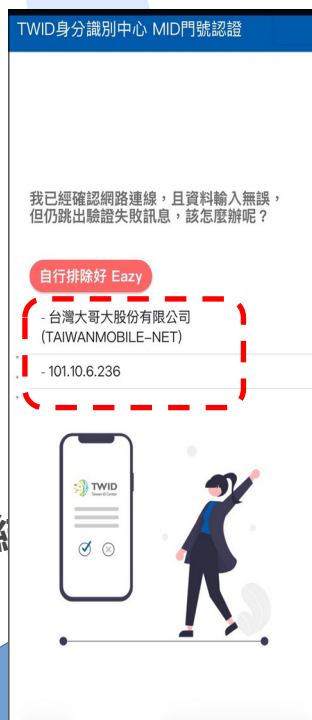 TWID身分識別中心 MID門號認證
我已經確認網路連線，且資料輸入無誤，
但仍跳出驗證失敗訊息，該怎麼辦呢？
自行排除好 Eazy
- 台灣大哥大股份有限公司
(TAIWANMOBILE-NET)
- 101.10.6.236
TWID
Taiwan ID Center